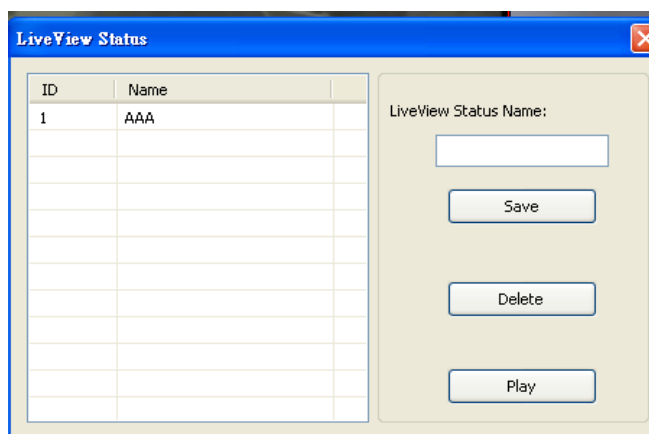 LiveView Status
ID Name
1 AAA
LiveView Status Name:
Save
Delete
Play